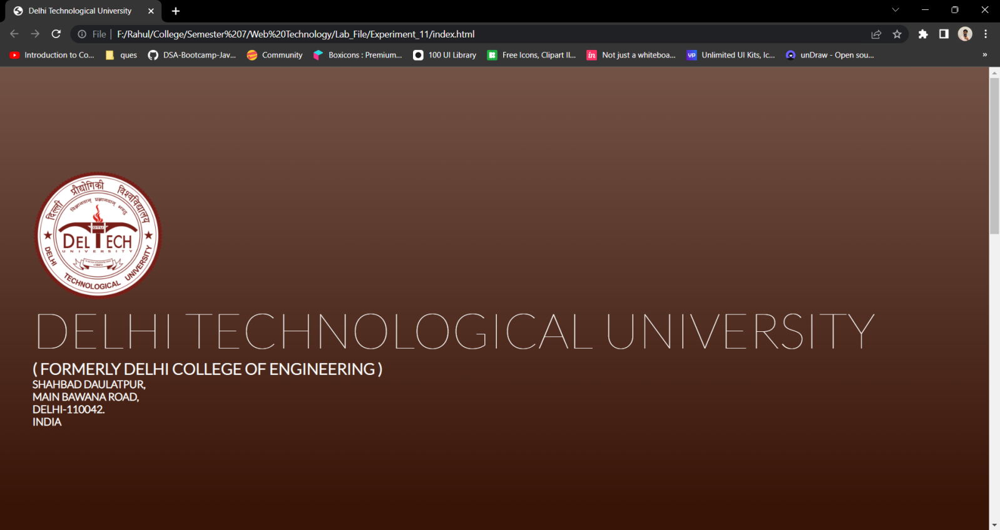 Delhi Technological University
File
F:/Rahul/College/Semester%207/Web%20Technology/Lab_File/Experiment_11/index.html
Introduction to Co...
ques
DSA-Bootcamp-Jav...
Community
Boxicons : Premium...
100 UI Library
Free Icons, Clipart Il...
in
Not just a whiteboa...
UP
Unlimited UI Kits, Ic...
unDraw - Open sou...
»
दिल्ली प्रौद्योगिकी विश्वविद्यालय
DTU
DELTECH
UNIVERSITY
DELHI TECHNOLOGICAL UNIVERSITY
DELHI TECHNOLOGICAL UNIVERSITY
( FORMERLY DELHI COLLEGE OF ENGINEERING )
SHAHBAD DAULATPUR,
MAIN BAWANA ROAD,
DELHI-110042.
INDIA